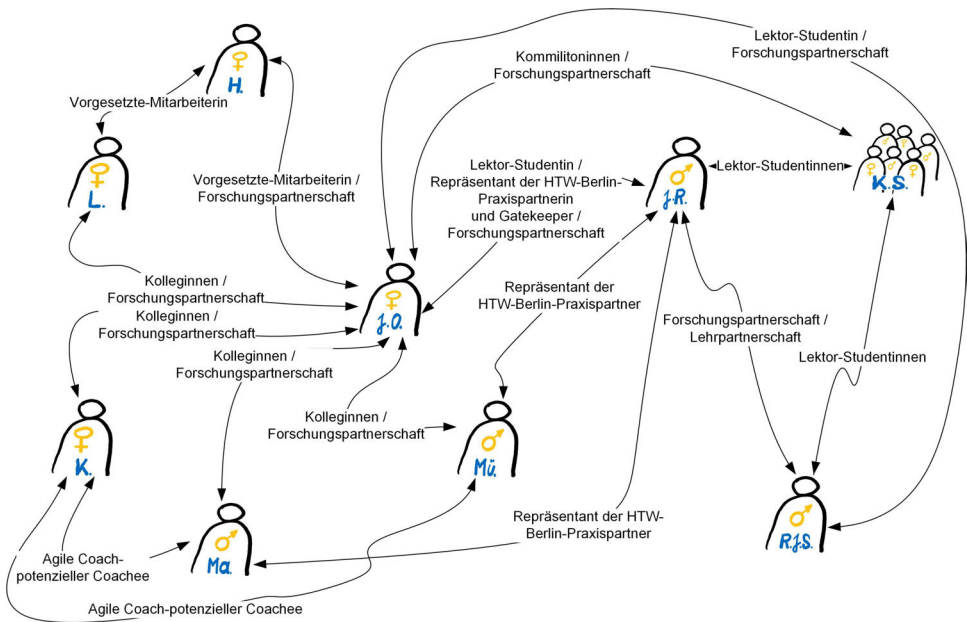 Lektor-Studentin /
Forschungspartnerschaft
Kommilitoninnen /
Forschungspartnerschaft
H.
Vorgesetzte-Mitarbeiterin
L.
Vorgesetzte-Mitarbeiterin /
Forschungspartnerschaft
Lektor-Studentin /
Repräsentant der HTW-Berlin-
Praxispartnerin
und Gatekeeper /
Forschungspartnerschaft
J.R.
Lektor-Studentinnen
K.S.
Kolleginnen /
Forschungspartnerschaft
Kolleginnen /
Forschungspartnerschaft
J.O.
Repräsentant der
HTW-Berlin-Praxispartner
Forschungspartnerschaft /
Lehrpartnerschaft
Kolleginnen /
Forschungspartnerschaft
Lektor-Studentinnen
Kolleginnen /
Forschungspartnerschaft
K.
Mü.
Repräsentant der HTW-
Berlin-Praxispartner
R.J.S.
Agile Coach-
potenzieller Coachee
Ma.
Agile Coach-potenzieller Coachee